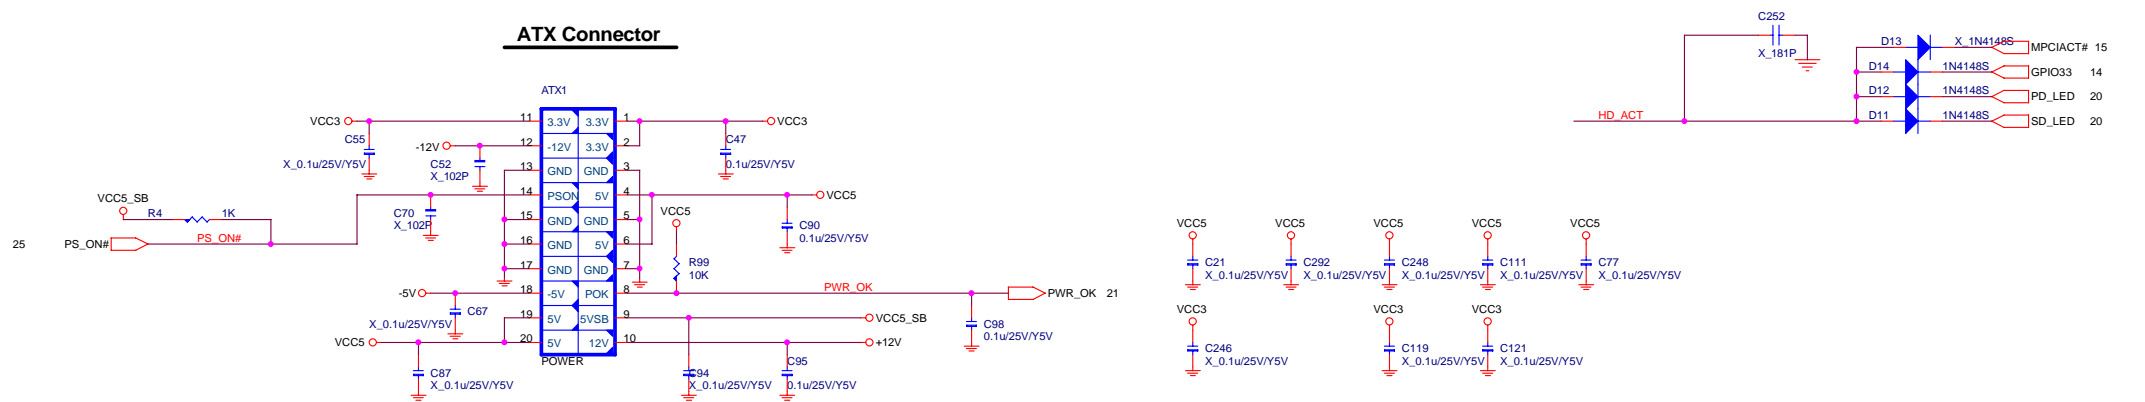 ATX Connector
ATX1
VCC3
C55
X_0.1u/25V/Y5V
-12V
C52
X_102P
VCC5_SB
R4 1K
25 PS_ON# PS_ON#
C70
X_102P
-5V
C67
X_0.1u/25V/Y5V
VCC5
C87
X_0.1u/25V/Y5V
11 3.3V 3.3V 1
12 -12V 3.3V 2
13 GND GND 3
14 PSON 5V 4
15 GND GND 5
16 GND 5V 6
17 GND GND 7
18 -5V POK 8
19 5V 5VSB 9
20 5V 12V 10
POWER
VCC3
C47
0.1u/25V/Y5V
VCC5
C90
0.1u/25V/Y5V
VCC5
R99
10K
PWR_OK PWR_OK 21
C98
0.1u/25V/Y5V
VCC5_SB
+12V
C94
X_0.1u/25V/Y5V
C95
0.1u/25V/Y5V
VCC5 VCC5 VCC5 VCC5 VCC5
C21 C292 C248 C111 C77
X_0.1u/25V/Y5V X_0.1u/25V/Y5V X_0.1u/25V/Y5V X_0.1u/25V/Y5V X_0.1u/25V/Y5V
VCC3 VCC3 VCC3
C246 C119 C121
X_0.1u/25V/Y5V X_0.1u/25V/Y5V X_0.1u/25V/Y5V
C252
X_181P
HD_ACT
D13 X_1N4148S MPCIACT# 15
D14 1N4148S GPIO33 14
D12 1N4148S PD_LED 20
D11 1N4148S SD_LED 20